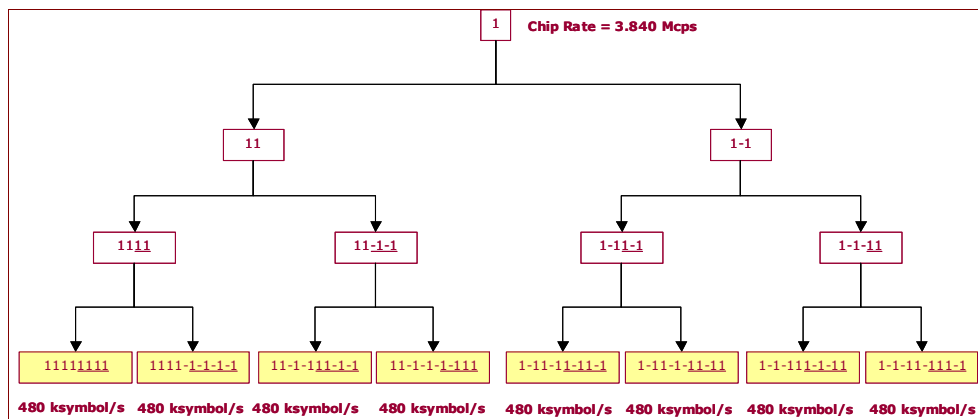 1 Chip Rate = 3.840 Mcps
11 1-1
1111 11-1-1 1-11-1 1-1-11
11111111 1111-1-1-1-1 11-1-111-1-1 11-1-1-1-111 1-11-11-11-1 1-11-1-11-11 1-1-111-1-11 1-1-11-111-1
480 ksymbol/s 480 ksymbol/s 480 ksymbol/s 480 ksymbol/s 480 ksymbol/s 480 ksymbol/s 480 ksymbol/s 480 ksymbol/s